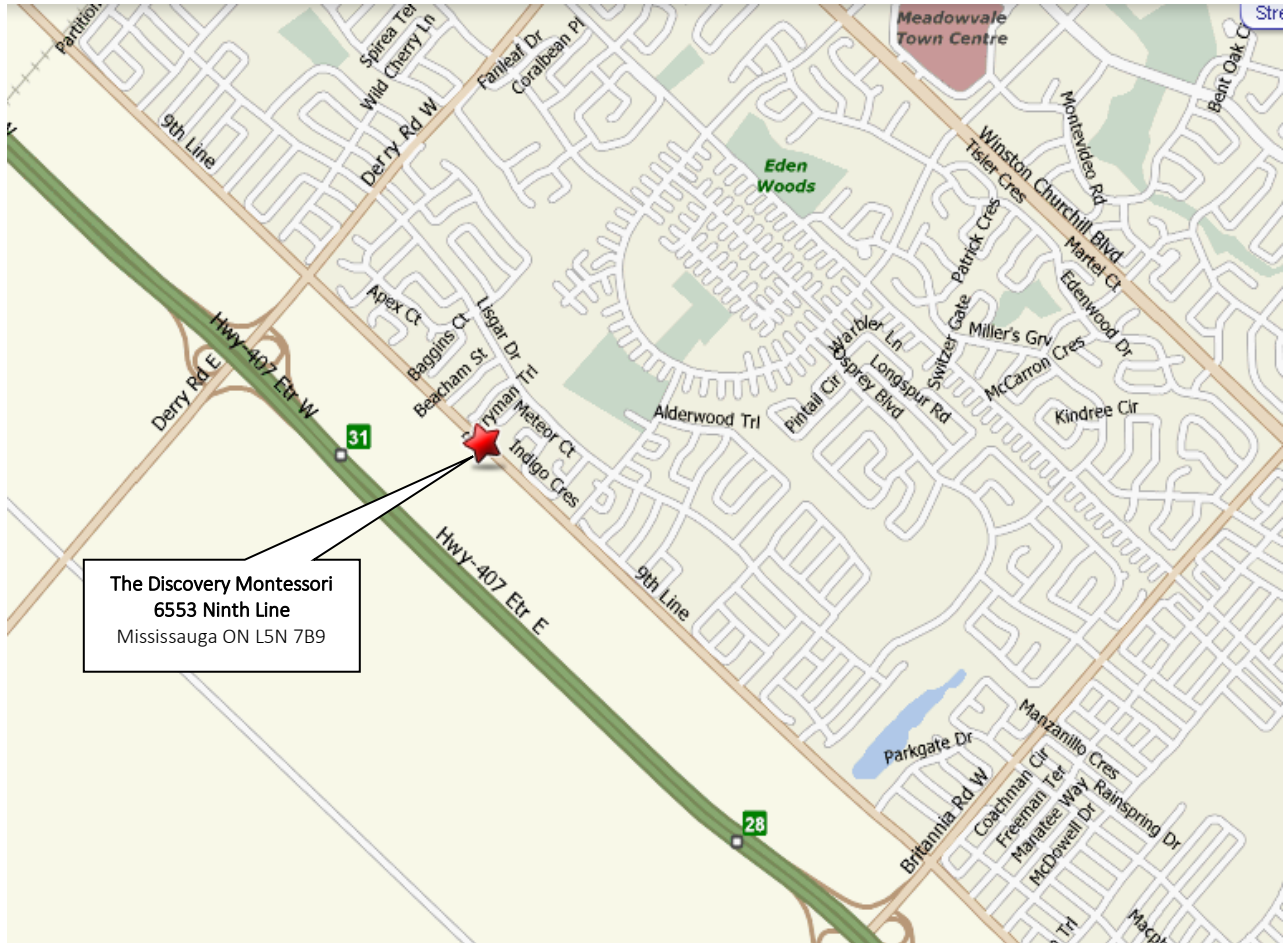 Meadowvale
Town Centre
Stre
Partition
Spirea Ter
Wild Cherry Ln
Fanleaf Dr
Coralbean Pl
Bent Oak Ci
9th Line
Derry Rd W
Montevideo Rd
Winston Churchill Blvd
Tisler Cres
Eden
Woods
Patrick Cres
Martel Ct
Edenwood Dr
Apex Ct
Lisgar Dr
Baggins Ct
Beacham St
Trl
Hwy-407 Etr W
Derry Rd E
Warbler Ln
Switzer Gate
Miller's Grv
McCarron Cres
Osprey Blvd
Longspur Rd
Pintail Cir
Kindree Cir
Alderwood Trl
Meteor Ct
Indigo Cres
31
Hwy-407 Etr E
9th Line
The Discovery Montessori
6553 Ninth Line
Mississauga ON L5N 7B9
Manzanillo Cres
Parkgate Dr
Coachman Cir
Freeman Ter
Manatee Way
McDowell Dr
Rainspring Dr
Britannia Rd W
28
Trl
Macp